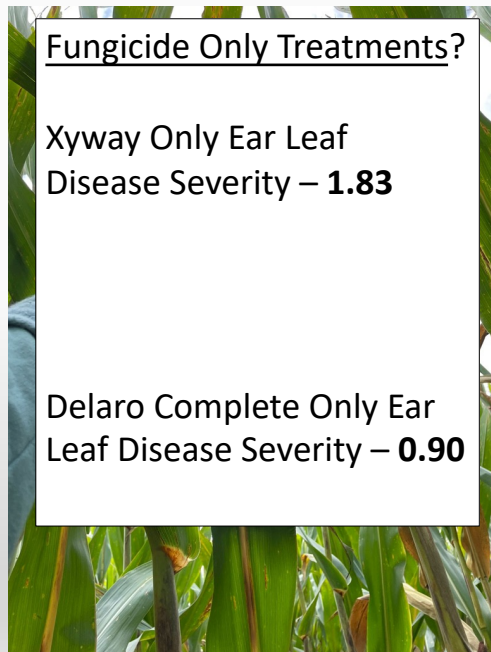 Fungicide Only Treatments?
Xyway Only Ear Leaf
Disease Severity – 1.83
Delaro Complete Only Ear
Leaf Disease Severity – 0.90